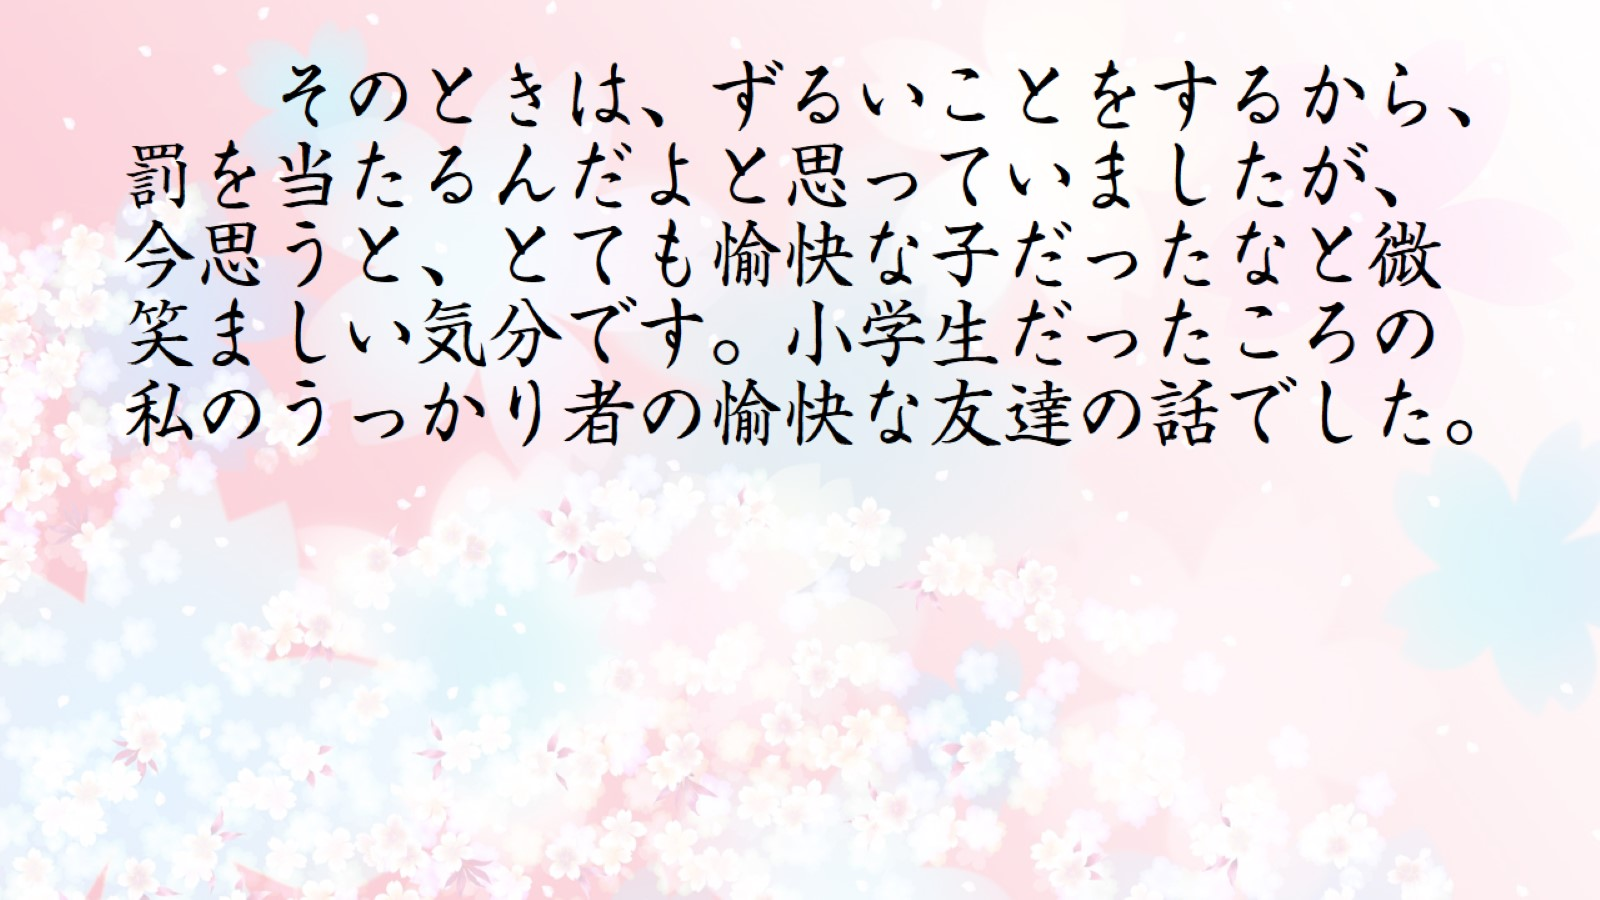 そのときは、ずるいことをするから、
罰を当たるんだよと思っていましたが、
今思うと、とても愉快な子だったなと微
笑ましい気分です。小学生だったころの
私のうっかり者の愉快な友達の話でした。